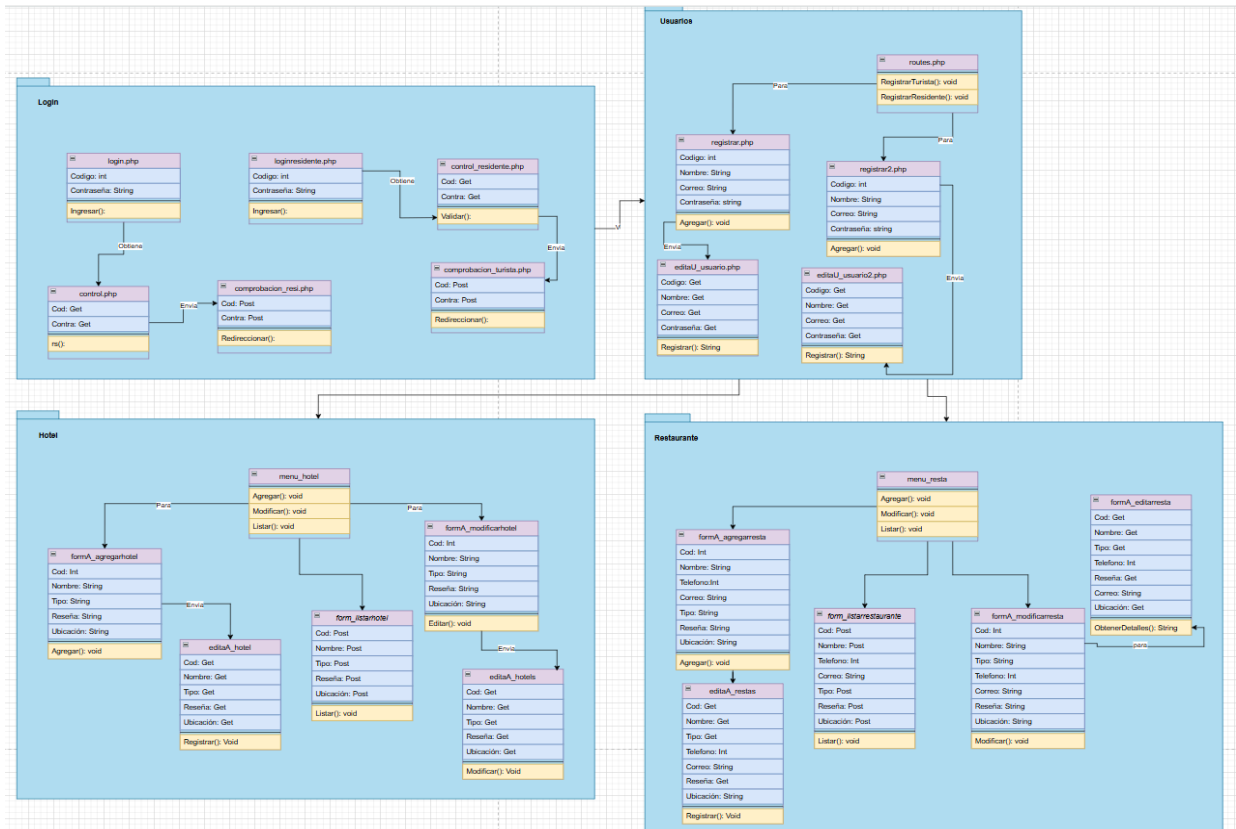 Login
login.php
Codigo: int
Contraseña: String
Ingresar():
loginresidente.php
Codigo: int
Contraseña: String
Ingresar():
Obtiene
control_residente.php
Cod: Get
Contra: Get
Validar():
Envia
Obtiene
control.php
Cod: Get
Contra: Get
rs():
Envia
comprobacion_resi.php
Cod: Post
Contra: Post
Redireccionar():
comprobacion_turista.php
Cod: Post
Contra: Post
Redireccionar():
Usuarios
routes.php
RegistrarTurista(): void
RegistrarResidente(): void
Para
Para
registrar.php
Codigo: int
Nombre: String
Correo: String
Contraseña: string
Agregar(): void
registrar2.php
Codigo: int
Nombre: String
Correo: String
Contraseña: string
Agregar(): void
Envia
Envia
editaU_usuario.php
Codigo: Get
Nombre: Get
Correo: Get
Contraseña: Get
Registrar(): String
editaU_usuario2.php
Codigo: Get
Nombre: Get
Correo: Get
Contraseña: Get
Registrar(): String
Hotel
menu_hotel
Agregar(): void
Modificar(): void
Listar(): void
Para
Para
formA_agregarhotel
Cod: Int
Nombre: String
Tipo: String
Reseña: String
Ubicación: String
Agregar(): void
Envia
editaA_hotel
Cod: Get
Nombre: Get
Tipo: Get
Reseña: Get
Ubicación: Get
Registrar(): Void
form_listarhotel
Cod: Post
Nombre: Post
Tipo: Post
Reseña: Post
Ubicación: Post
Listar(): void
formA_modificarhotel
Cod: Int
Nombre: String
Tipo: String
Reseña: String
Ubicación: String
Editar(): void
Envia
editaA_hotels
Cod: Get
Nombre: Get
Tipo: Get
Reseña: Get
Ubicación: Get
Modificar(): Void
Restaurante
menu_resta
Agregar(): void
Modificar(): void
Listar(): void
formA_agregarresta
Cod: Int
Nombre: String
Telefono:Int
Correo: String
Tipo: String
Reseña: String
Ubicación: String
Agregar(): void
editaA_restas
Cod: Get
Nombre: Get
Tipo: Get
Telefono: Int
Correo: String
Reseña: Get
Ubicación: String
Registrar(): Void
form_listarrestaurante
Cod: Post
Nombre: Post
Telefono: Int
Correo: String
Tipo: Post
Reseña: Post
Ubicación: Post
Listar(): void
formA_modificarresta
Cod: Int
Nombre: String
Tipo: String
Telefono: Int
Correo: String
Reseña: String
Ubicación: String
Modificar(): void
para
formA_editarresta
Cod: Get
Nombre: Get
Tipo: Get
Telefono: Int
Reseña: Get
Correo: String
Ubicación: Get
ObtenerDetalles(): String